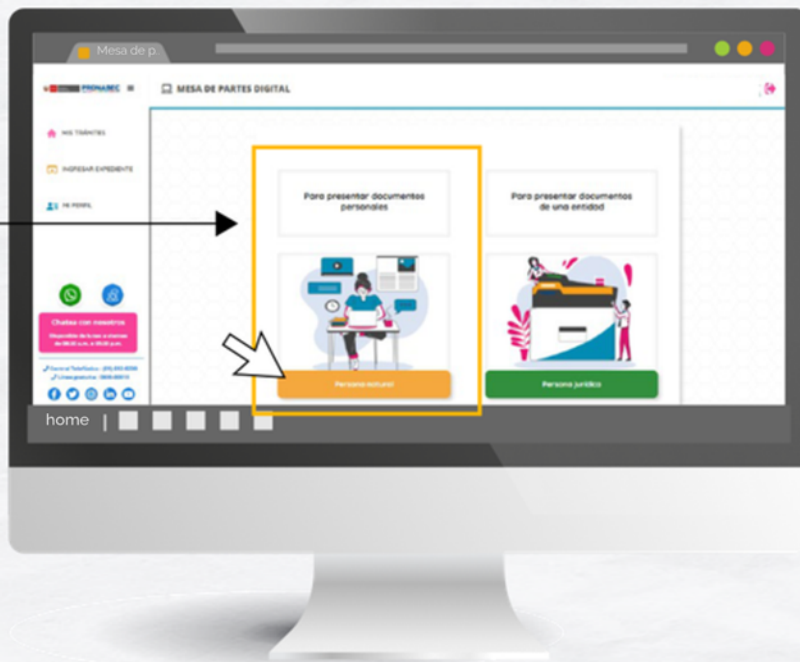 Mesa de p.
PRONABEC
MESA DE PARTES DIGITAL
MIS TRÁMITES
INGRESAR EXPEDIENTE
MI PERFIL
Para presentar documentos
personales
Para presentar documentos
de una entidad
Persona natural
Persona jurídica
Chatea con nosotros
home |